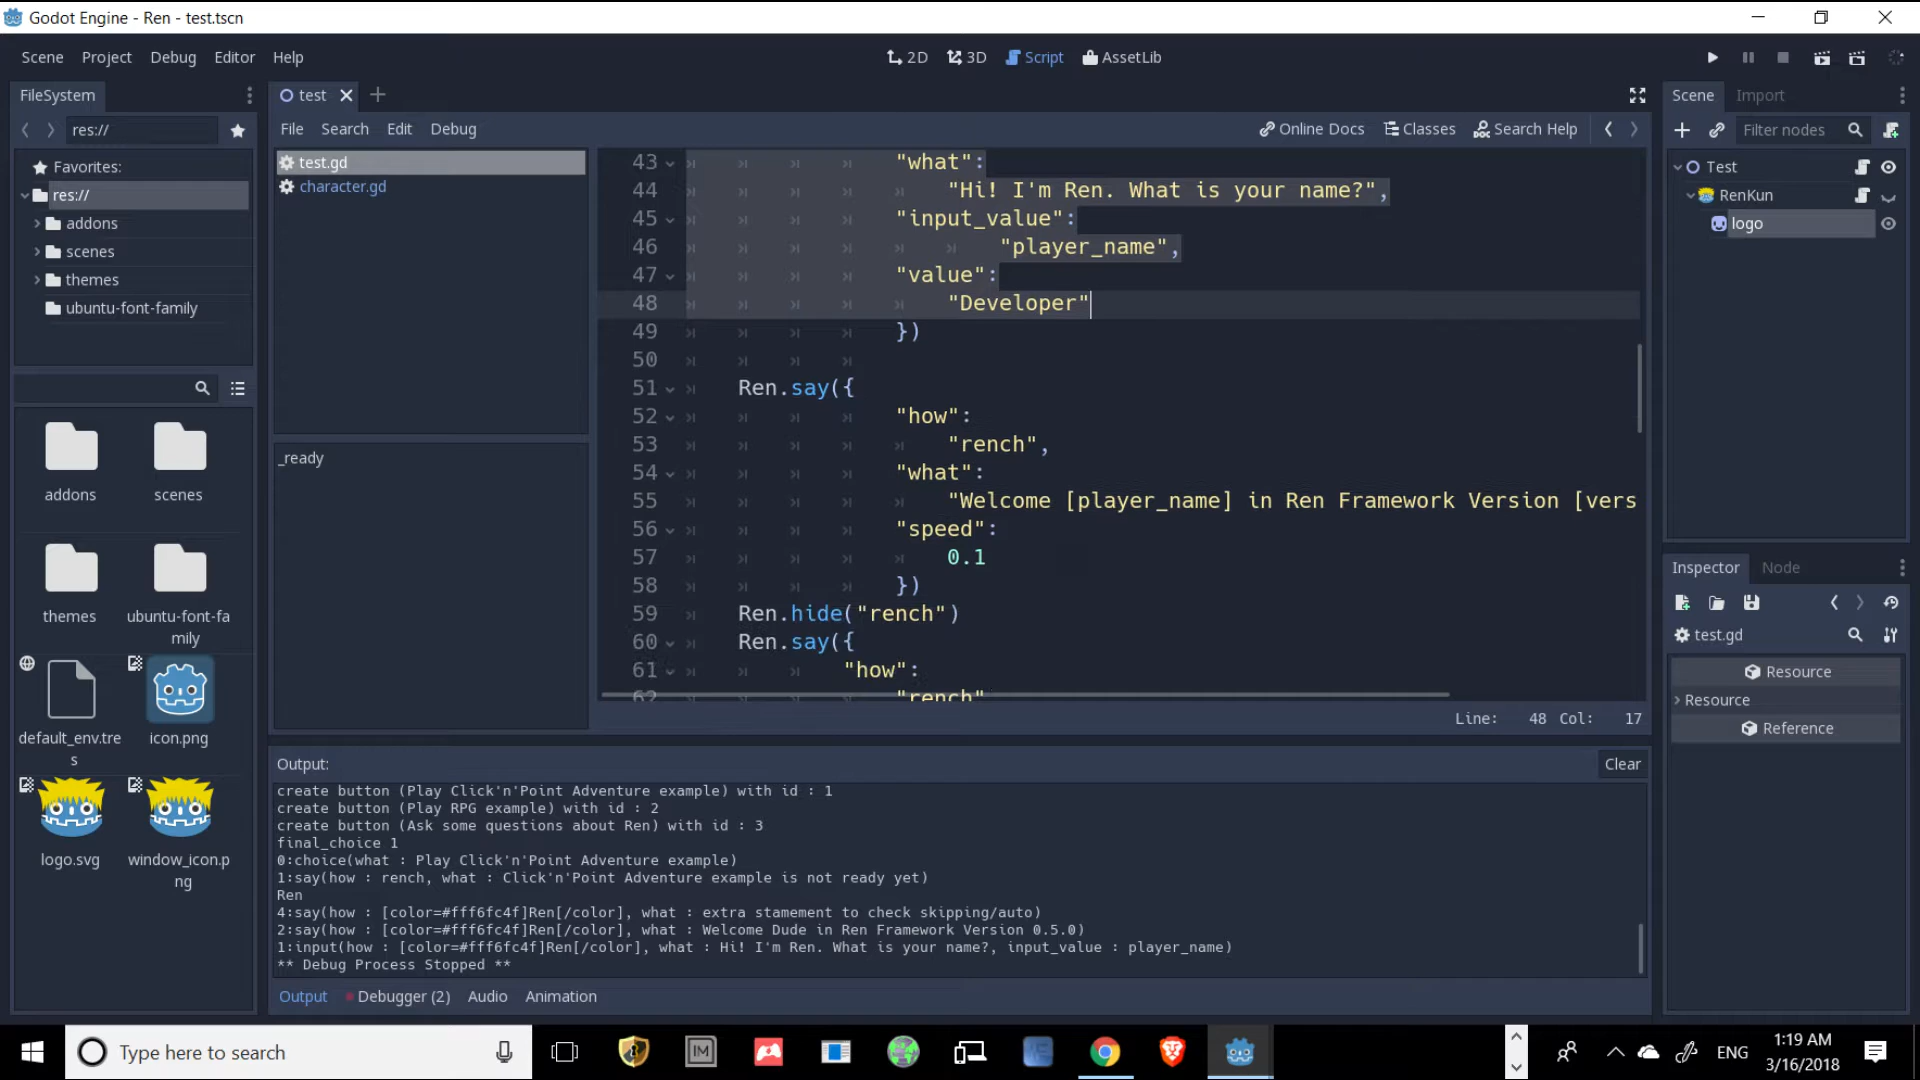 Godot Engine - Ren - test.tscn
Scene Project Debug Editor Help
2D 3D Script AssetLib
FileSystem
res://
Favorites:
res://
addons
scenes
themes
ubuntu-font-family
addons
scenes
themes
ubuntu-font-fa
mily
default_env.tre
s
icon.png
logo.svg
window_icon.p
ng
test
File Search Edit Debug
Online Docs Classes Search Help
test.gd
character.gd
_ready
43 "what":
44 "Hi! I'm Ren. What is your name?",
45 "input_value":
46 "player_name",
47 "value":
48 "Developer"
49 })
50
51 Ren.say({
52 "how":
53 "rench",
54 "what":
55 "Welcome [player_name] in Ren Framework Version [vers
56 "speed":
57 0.1
58 })
59 Ren.hide("rench")
60 Ren.say({
61 "how":
62 "rench"
Line: 48 Col: 17
Output:
Clear
create button (Play Click'n'Point Adventure example) with id : 1
create button (Play RPG example) with id : 2
create button (Ask some questions about Ren) with id : 3
final_choice 1
0:choice(what : Play Click'n'Point Adventure example)
1:say(how : rench, what : Click'n'Point Adventure example is not ready yet)
Ren
4:say(how : [color=#fff6fc4f]Ren[/color], what : extra stamement to check skipping/auto)
2:say(how : [color=#fff6fc4f]Ren[/color], what : Welcome Dude in Ren Framework Version 0.5.0)
1:input(how : [color=#fff6fc4f]Ren[/color], what : Hi! I'm Ren. What is your name?, input_value : player_name)
** Debug Process Stopped **
Output Debugger (2) Audio Animation
Scene Import
Filter nodes
Test
RenKun
logo
Inspector Node
test.gd
Resource
Resource
Reference
Type here to search
IM
ENG
1:19 AM
3/16/2018